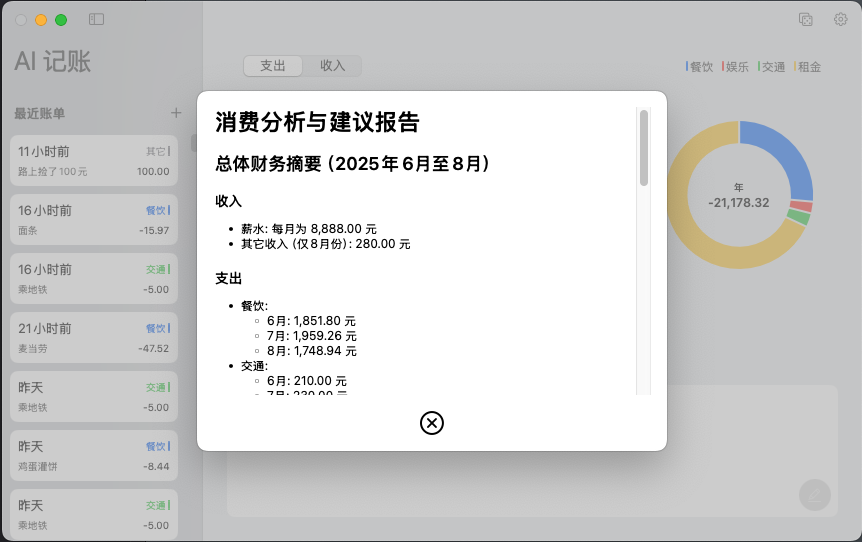 AI 记账
支出 收入
餐饮 娱乐 交通 租金
最近账单
11小时前 其它
路上捡了100元 100.00
16小时前 餐饮
面条 -15.97
16小时前 交通
乘地铁 -5.00
21小时前 餐饮
麦当劳 -47.52
昨天 交通
乘地铁 -5.00
昨天 餐饮
鸡蛋灌饼 -8.44
昨天 交通
乘地铁 -5.00
消费分析与建议报告
总体财务摘要 (2025年6月至8月)
收入
• 薪水: 每月为 8,888.00 元
• 其它收入 (仅8月份): 280.00 元
支出
• 餐饮:
◦ 6月: 1,851.80 元
◦ 7月: 1,959.26 元
◦ 8月: 1,748.94 元
• 交通:
◦ 6月: 210.00 元
◦ 7月: 230.00 元
年
-21,178.32